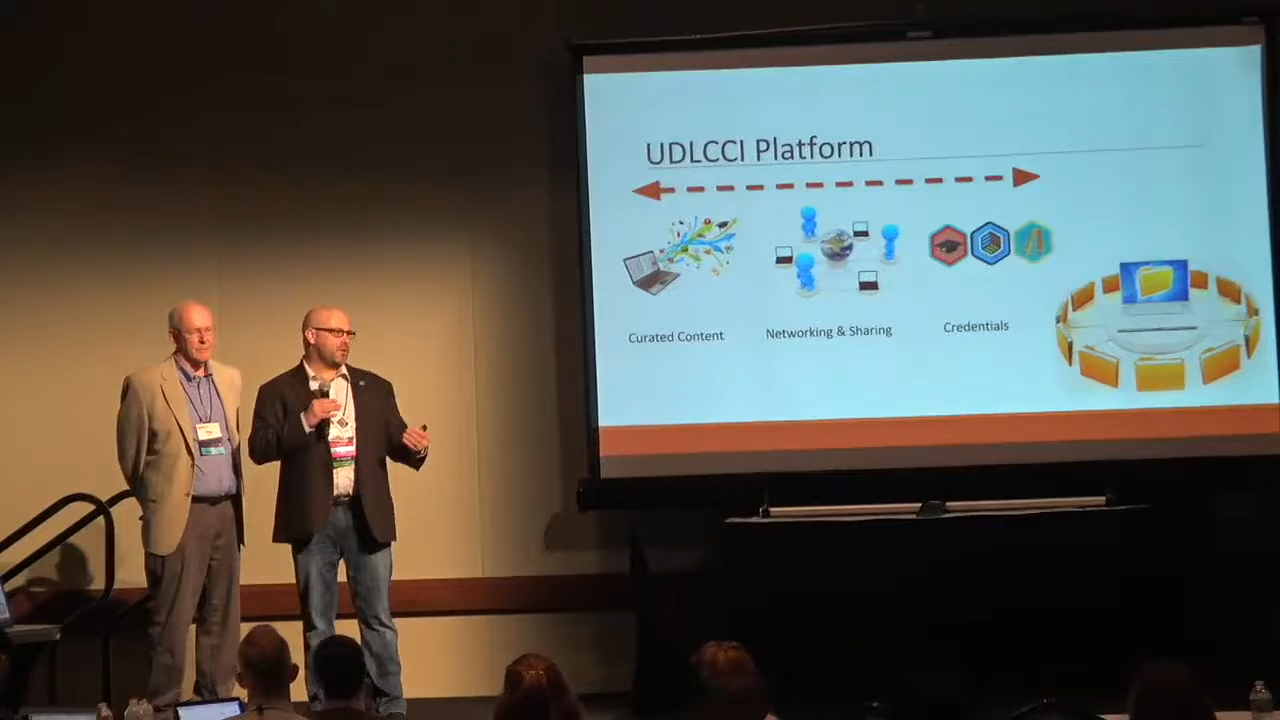 UDLCCI Platform
Curated Content
Networking & Sharing
Credentials